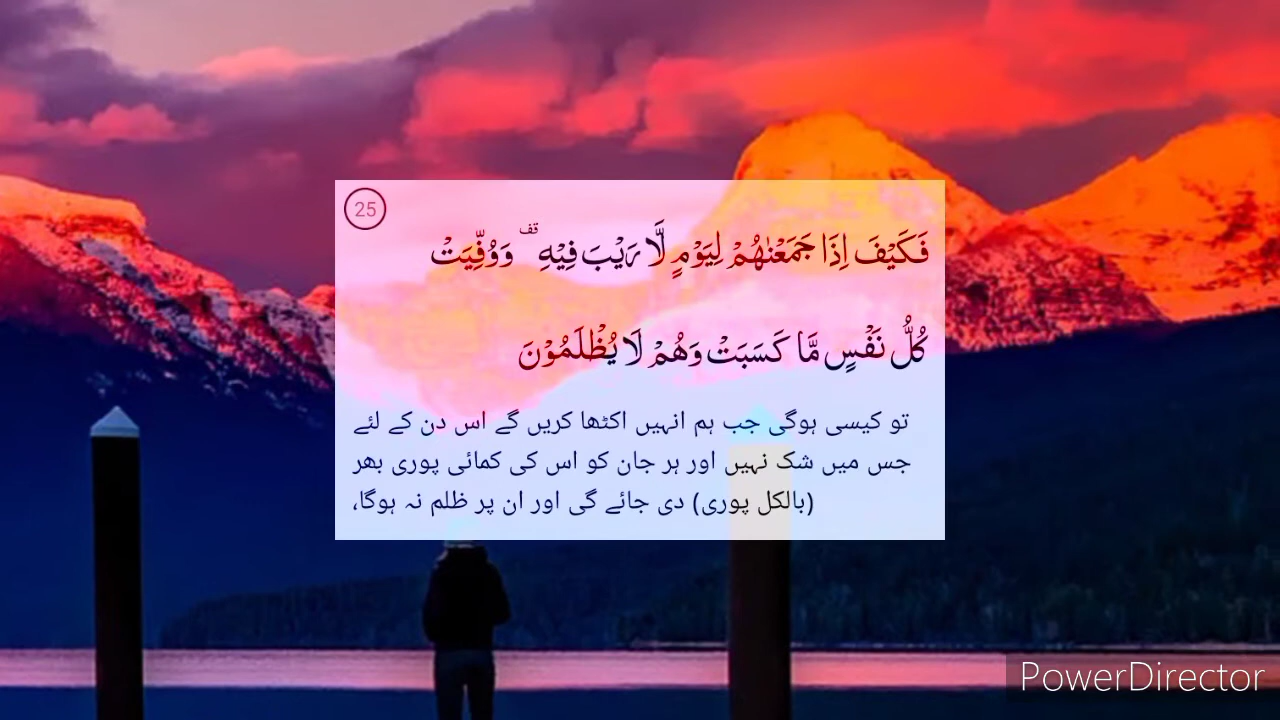 25
فَكَيْفَ اِذَا جَمَعْنٰهُمْ لِيَوْمٍ لَّا رَيْبَ فِيْهِ ۟قف وَوُفِّيَتْ
كُلُّ نَفْسٍ مَّا كَسَبَتْ وَهُمْ لَا يُظْلَمُوْنَ
تو کیسی ہوگی جب ہم انہیں اکٹھا کریں گے اس دن کے لئے
جس میں شک نہیں اور ہر جان کو اس کی کمائی پوری بھر
(بالکل پوری) دی جائے گی اور ان پر ظلم نہ ہوگا،
PowerDirector